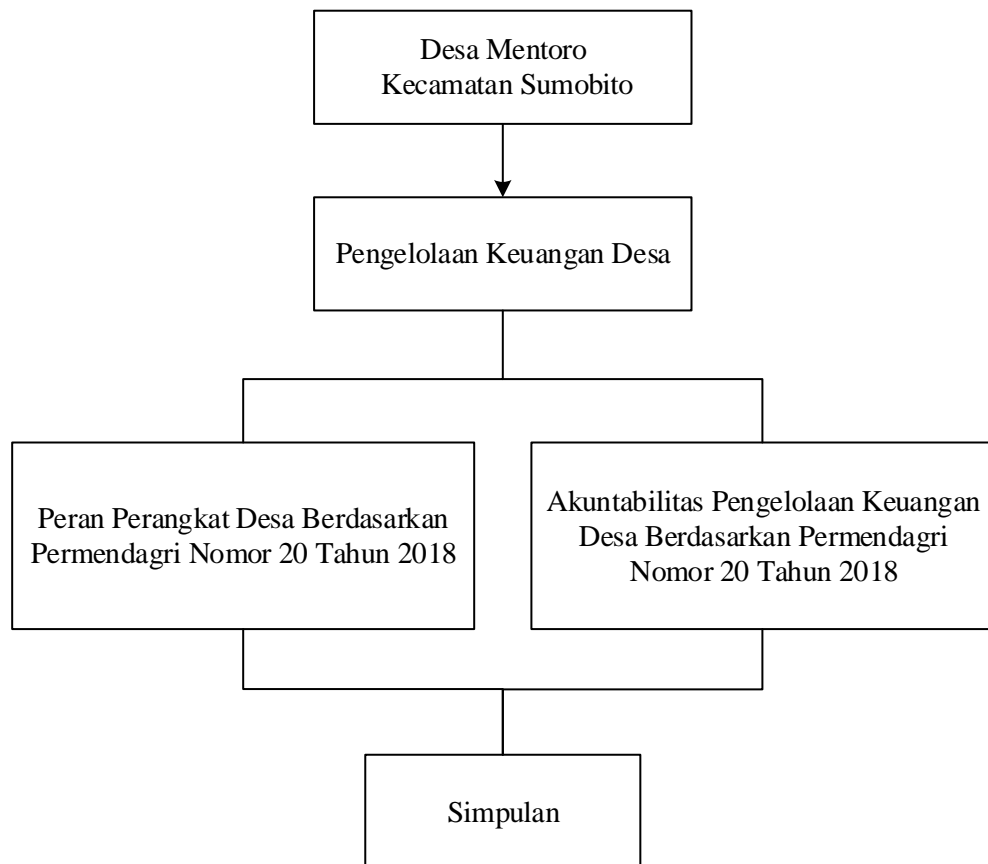 Desa Mentoro
Kecamatan Sumobito
Pengelolaan Keuangan Desa
Peran Perangkat Desa Berdasarkan
Permendagri Nomor 20 Tahun 2018
Akuntabilitas Pengelolaan Keuangan
Desa Berdasarkan Permendagri
Nomor 20 Tahun 2018
Simpulan